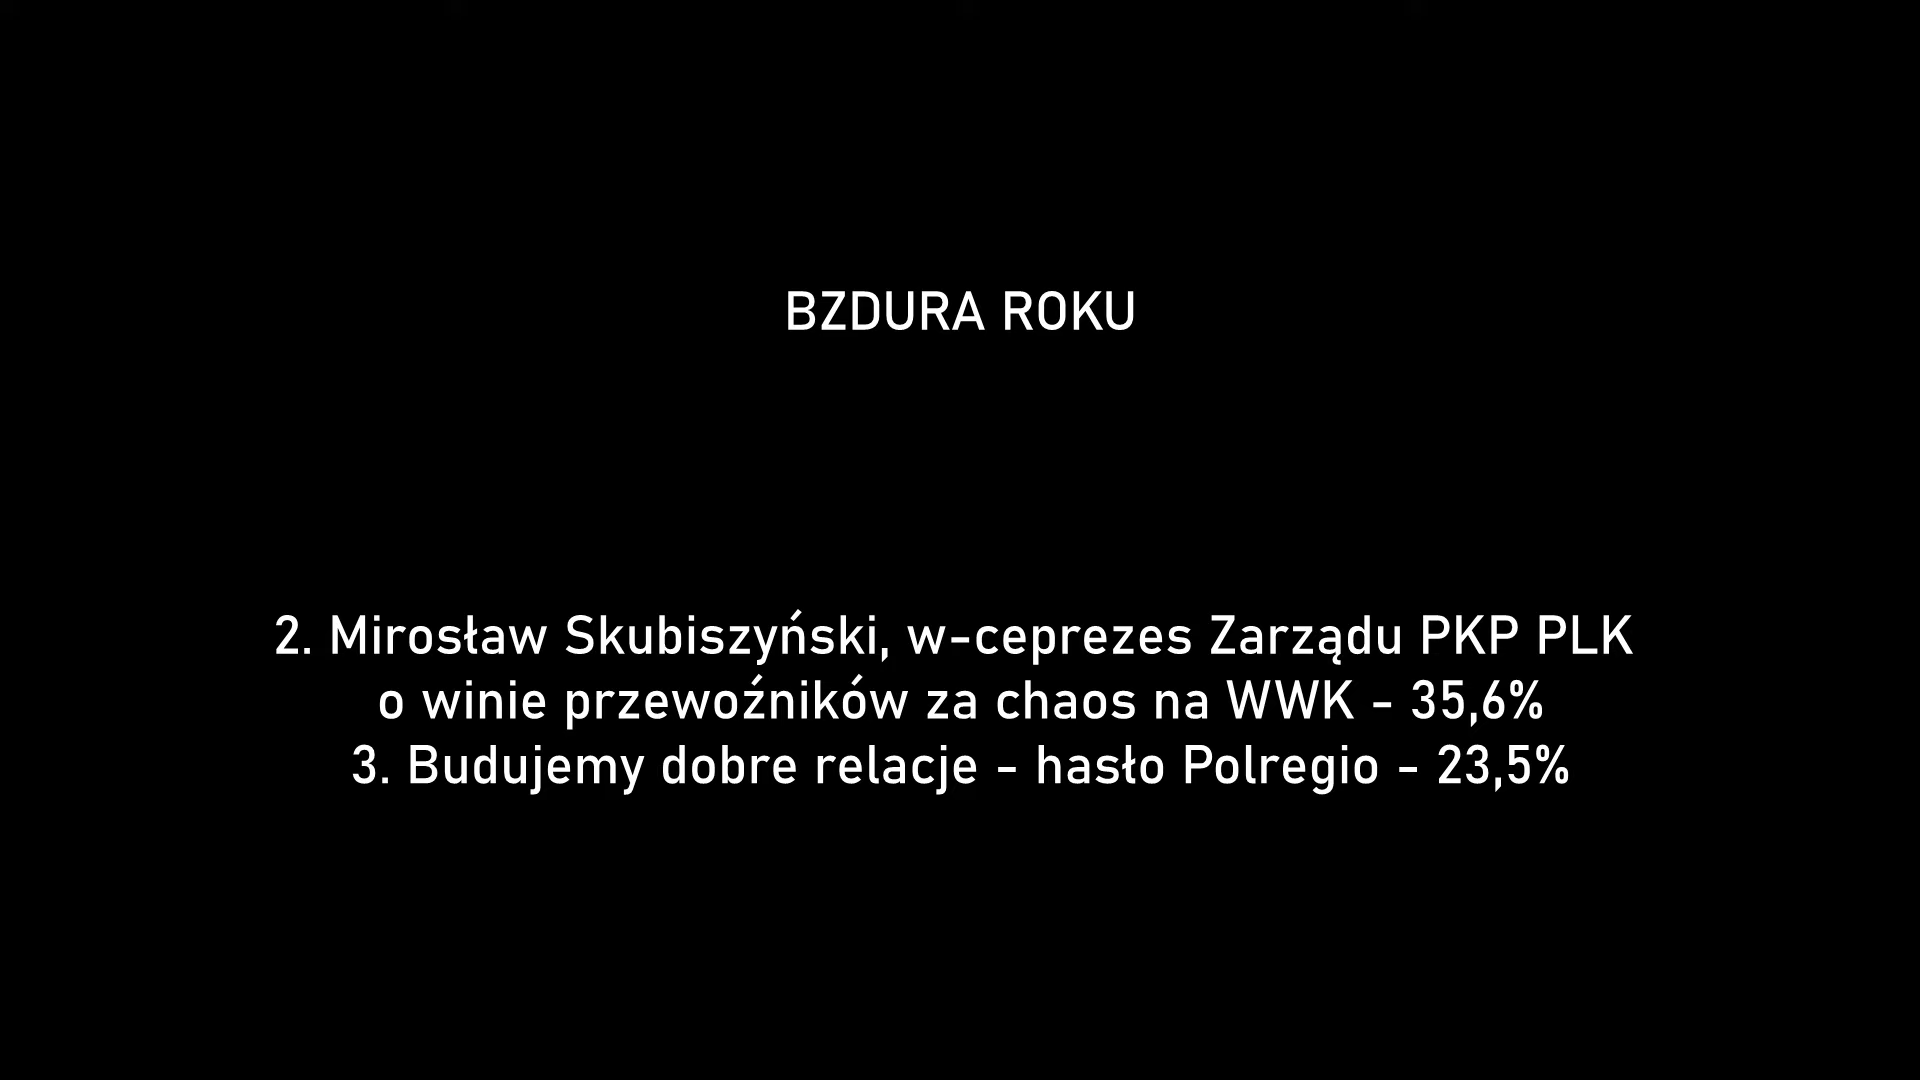 BZDURA ROKU
2. Mirosław Skubiszyński, w-ceprezes Zarządu PKP PLK
o winie przewoźników za chaos na WWK - 35,6%
3. Budujemy dobre relacje - hasło Polregio - 23,5%